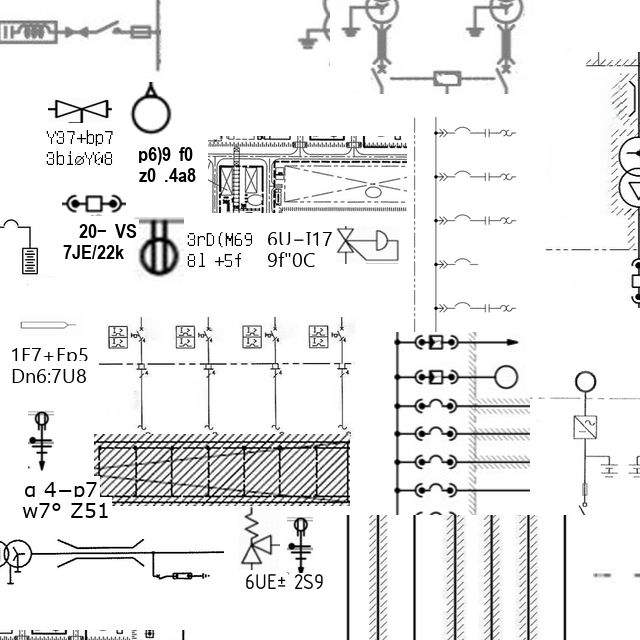 Y37+bp7
3biøY08
p6)9 f0
z0 .4a8
20- VS
7JE/22k
3rD(M69
8l +5f
6U-I17
9f"0C
1F7+Fp5
Dn6:7U8
a 4-p7
w7° Z51
6UE± 2S9